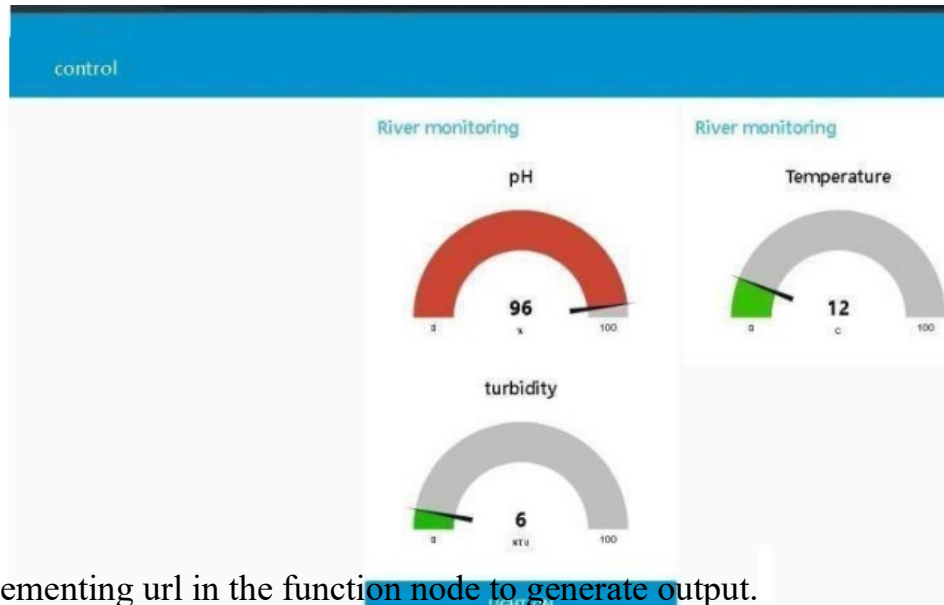 control
River monitoring
pH
96
%
0
100
turbidity
6
NTU
0
100
River monitoring
Temperature
12
C
0
100
ementing url in the function node to generate output.